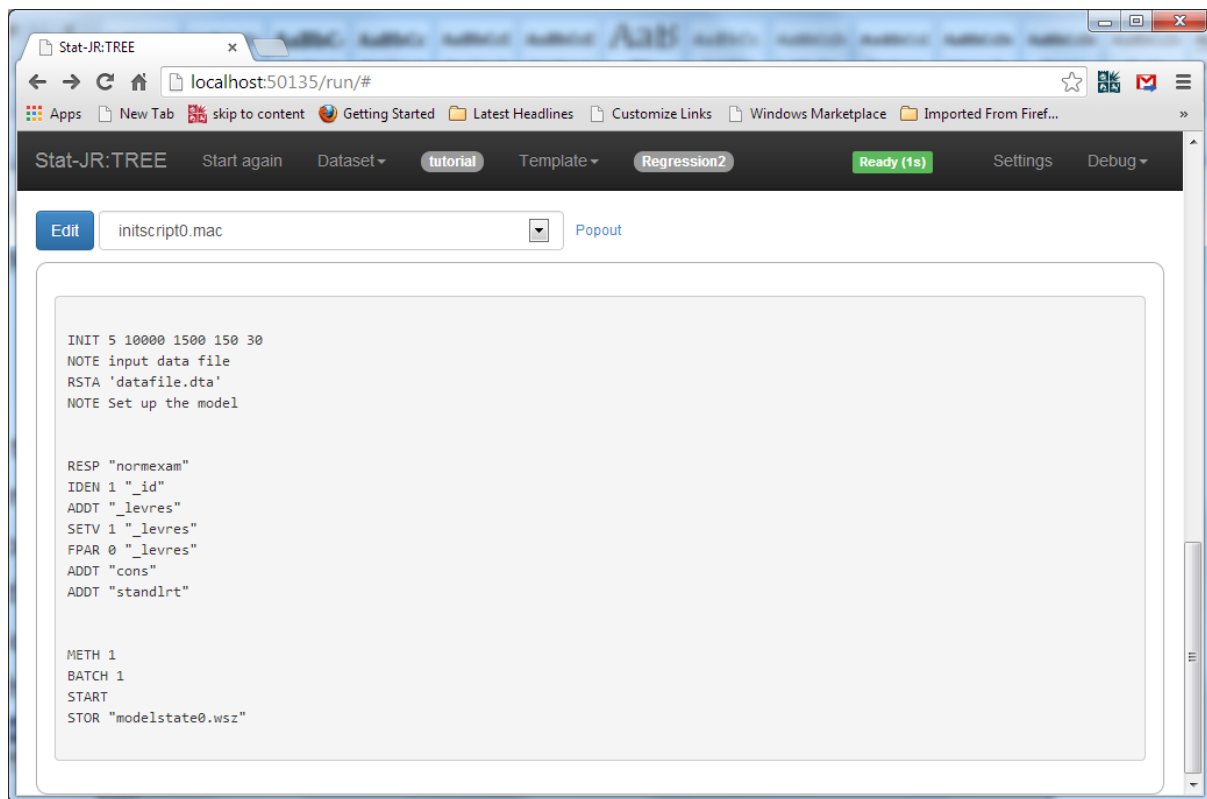 Stat-JR:TREE
localhost:50135/run/#
Apps New Tab skip to content Getting Started Latest Headlines Customize Links Windows Marketplace Imported From Firef... »
Stat-JR:TREE Start again Dataset tutorial Template Regression2 Ready (1s) Settings Debug
Edit initscript0.mac Popout
INIT 5 10000 1500 150 30
NOTE input data file
RSTA 'datafile.dta'
NOTE Set up the model
RESP "normexam"
IDEN 1 "_id"
ADDT "_levres"
SETV 1 "_levres"
FPAR 0 "_levres"
ADDT "cons"
ADDT "standlrt"
METH 1
BATCH 1
START
STOR "modelstate0.wsz"